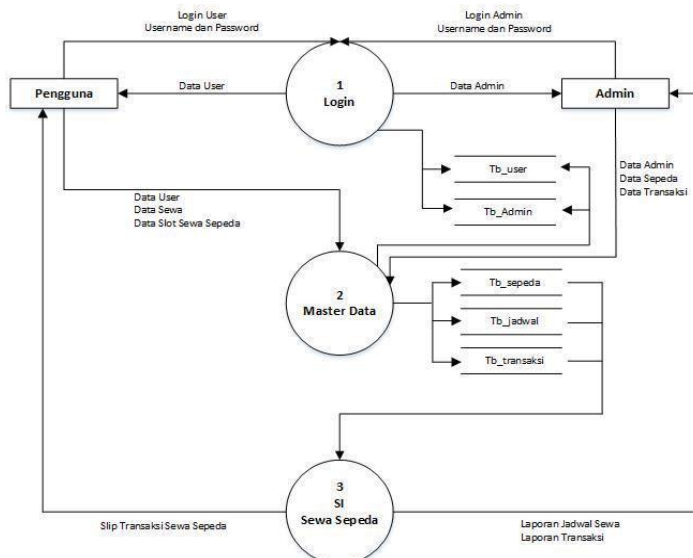 Login User
Username dan Password
Login Admin
Username dan Password
1
Login
Pengguna
Data User
Data Admin
Admin
Tb_user
Tb_Admin
Data Admin
Data Sepeda
Data Transaksi
Data User
Data Sewa
Data Slot Sewa Sepeda
2
Master Data
Tb_sepeda
Tb_jadwal
Tb_transaksi
3
SI
Sewa Sepeda
Slip Transaksi Sewa Sepeda
Laporan Jadwal Sewa
Laporan Transaksi